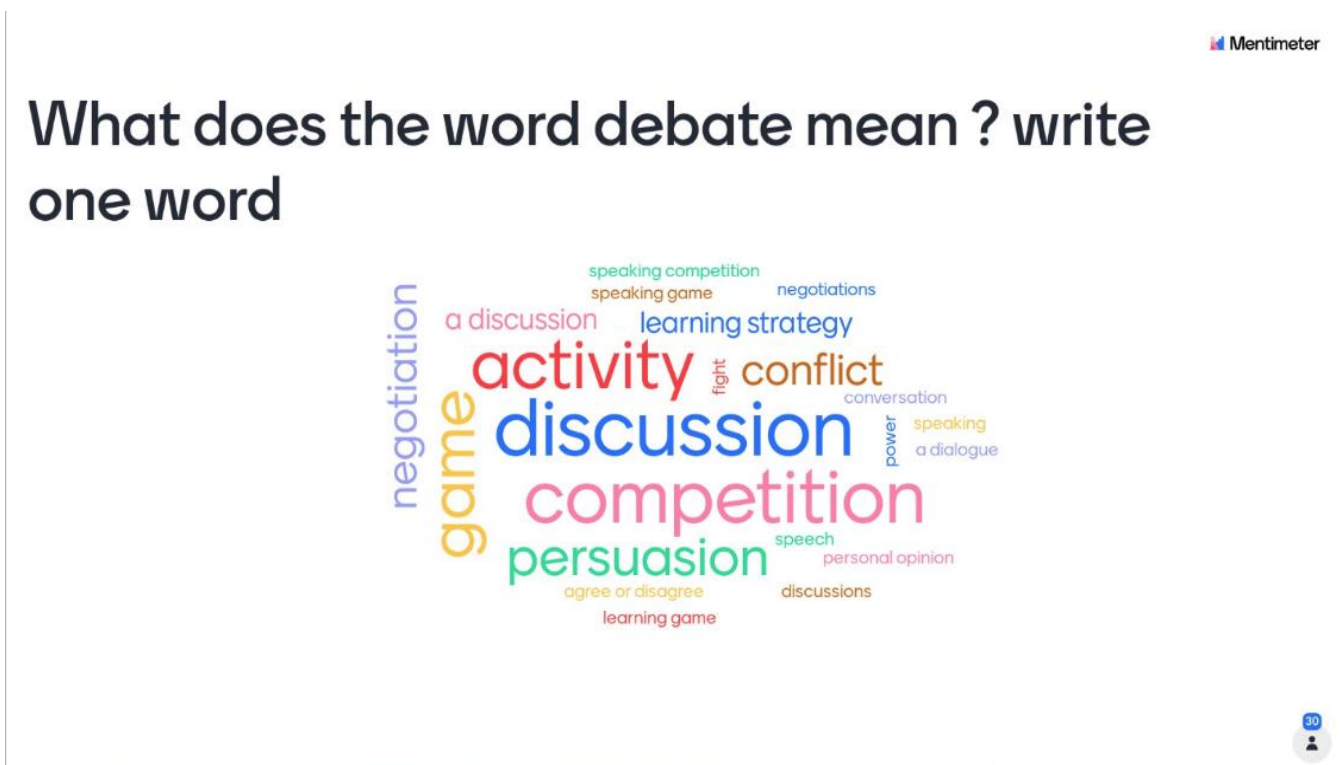 Mentimeter
What does the word debate mean ? write
one word
speaking competition
speaking game
negotiations
a discussion
learning strategy
negotiation
activity
fight
conflict
conversation
game
discussion
power
speaking
a dialogue
competition
persuasion
speech
personal opinion
agree or disagree
discussions
learning game
30